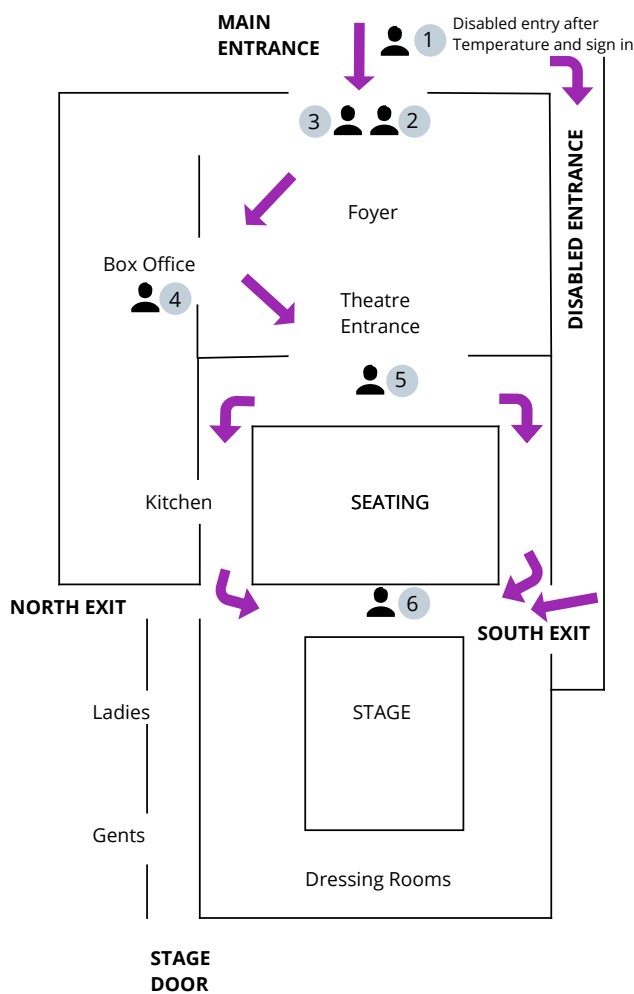 MAIN
ENTRANCE
1
Disabled entry after
Temperature and sign in
3
2
DISABLED ENTRANCE
Foyer
Box Office
4
Theatre
Entrance
5
Kitchen
SEATING
NORTH EXIT
6
SOUTH EXIT
Ladies
STAGE
Gents
Dressing Rooms
STAGE
DOOR